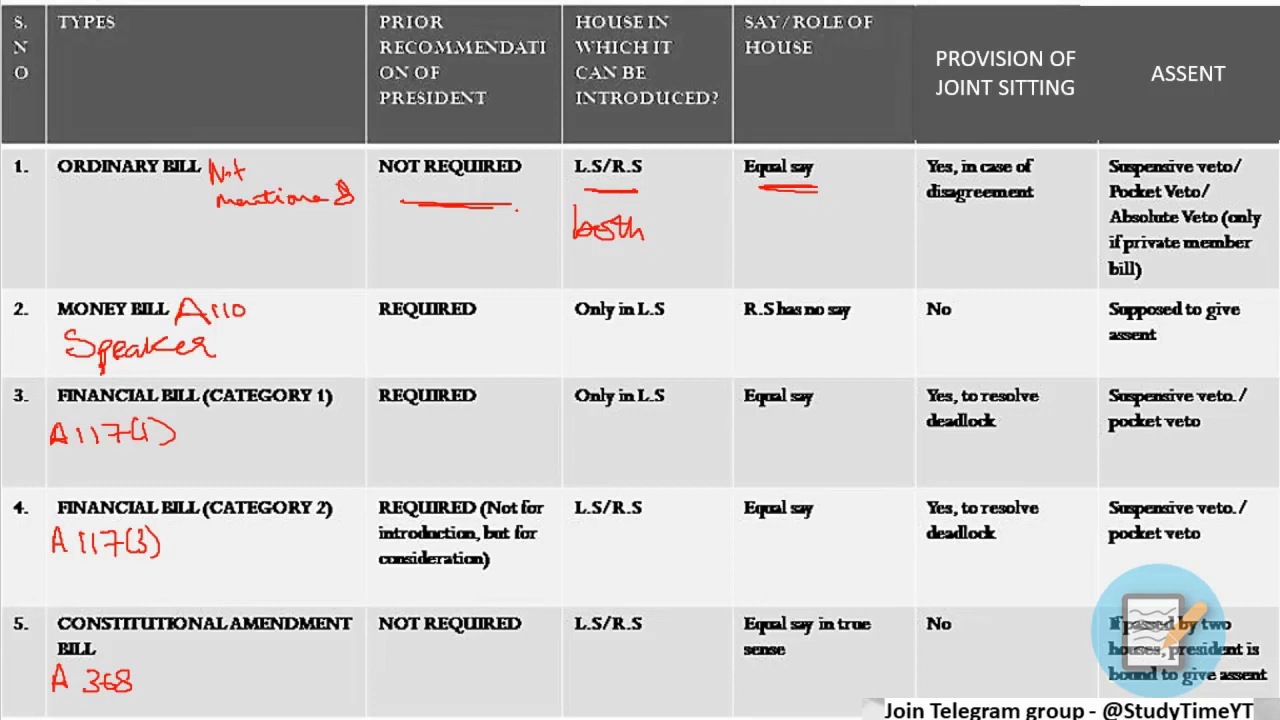 S. N O
TYPES
PRIOR RECOMMENDATI ON OF PRESIDENT
HOUSE IN WHICH IT CAN BE INTRODUCED?
SAY / ROLE OF HOUSE
PROVISION OF JOINT SITTING
ASSENT
1.
ORDINARY BILL
Not
mentioned
NOT REQUIRED
L.S/R.S
both
Equal say
Yes, in case of
disagreement
Suspensive veto/
Pocket Veto/
Absolute Veto (only
if private member
bill)
2.
MONEY BILL A110
Speaker
REQUIRED
Only in L.S
R.S has no say
No
Supposed to give
assent
3.
FINANCIAL BILL (CATEGORY 1)
A 117(1)
REQUIRED
Only in L.S
Equal say
Yes, to resolve
deadlock
Suspensive veto. /
pocket veto
4.
FINANCIAL BILL (CATEGORY 2)
A 117(3)
REQUIRED (Not for
introduction, but for
consideration)
L.S/R.S
Equal say
Yes, to resolve
deadlock
Suspensive veto. /
pocket veto
5.
CONSTITUTIONAL AMENDMENT
BILL
A 368
NOT REQUIRED
L.S/R.S
Equal say in true
sense
No
If passed by two
houses, president is
bound to give assent
Join Telegram group - @StudyTimeYT